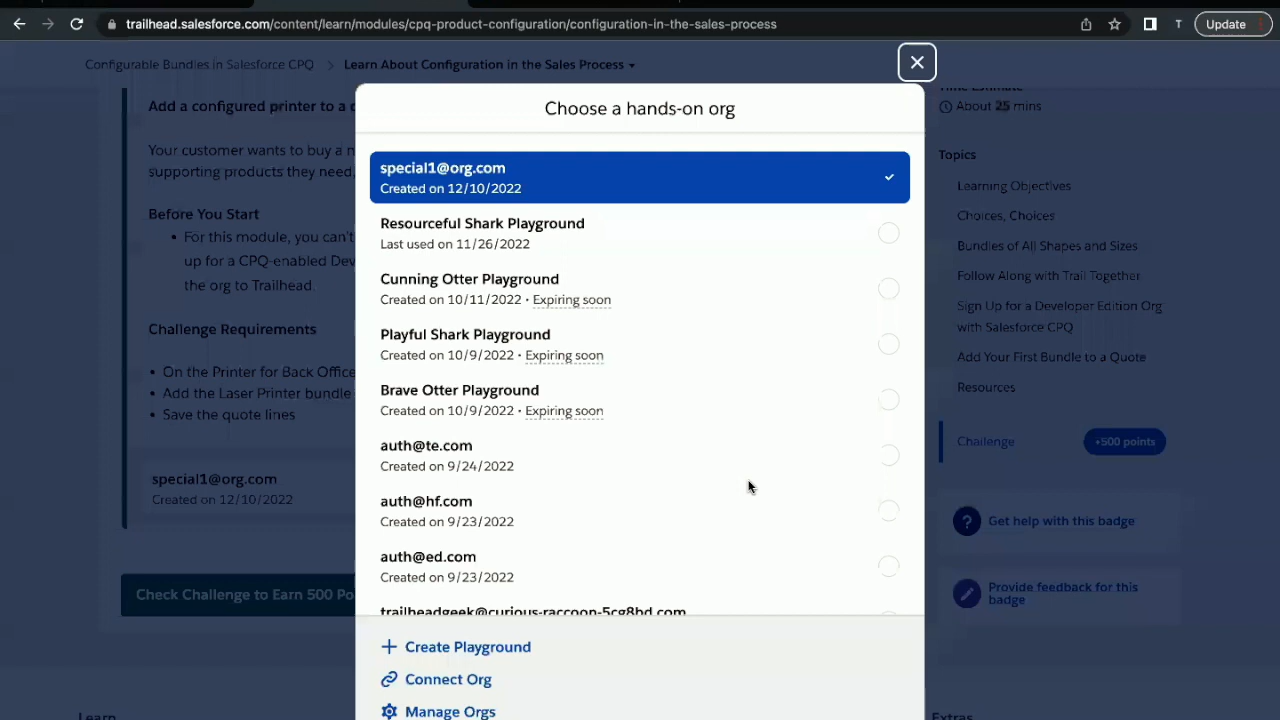 trailhead.salesforce.com/content/learn/modules/cpq-product-configuration/configuration-in-the-sales-process
T
Update
Configurable Bundles in Salesforce CPQ
Learn About Configuration in the Sales Process
Choose a hands-on org
Add a configured printer to a
Your customer wants to buy a
supporting products they need,
Before You Start
• For this module, you can't
up for a CPQ-enabled
the org to Trailhead.
Challenge Requirements
• On the Printer for Back Office
• Add the Laser Printer bundle
• Save the quote lines
special1@org.com
Created on 12/10/2022
Check Challenge to Earn 500
special1@org.com
Created on 12/10/2022
Resourceful Shark Playground
Last used on 11/26/2022
Cunning Otter Playground
Created on 10/11/2022 • Expiring soon
Playful Shark Playground
Created on 10/9/2022 • Expiring soon
Brave Otter Playground
Created on 10/9/2022 • Expiring soon
auth@te.com
Created on 9/24/2022
auth@hf.com
Created on 9/23/2022
auth@ed.com
Created on 9/23/2022
trailheadgeek@curious-raccoon-5cg8bd.com
Create Playground
Connect Org
Manage Orgs
Time Estimate
About 25 mins
Topics
Learning Objectives
Choices, Choices
Bundles of All Shapes and Sizes
Follow Along with Trail Together
Sign Up for a Developer Edition Org
with Salesforce CPQ
Add Your First Bundle to a Quote
Resources
Challenge
+500 points
Get help with this badge
Provide feedback for this
badge
Learn
Extras